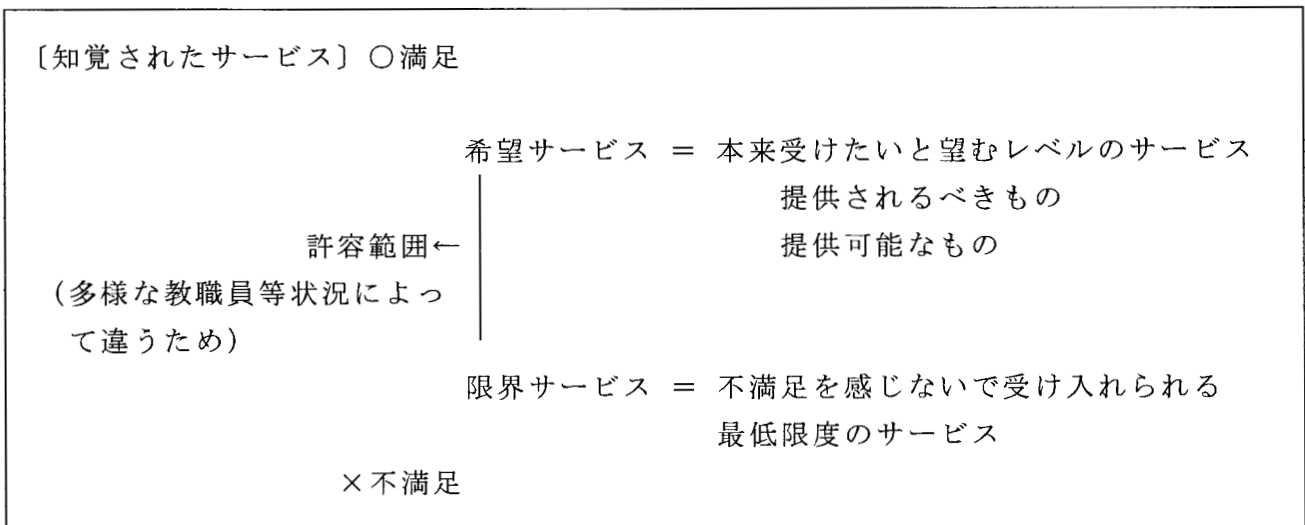 〔知覚されたサービス〕○満足
希望サービス ＝ 本来受けたいと望むレベルのサービス
提供されるべきもの
許容範囲← 提供可能なもの
(多様な教職員等状況によっ
て違うため)
限界サービス ＝ 不満足を感じないで受け入れられる
最低限度のサービス
×不満足